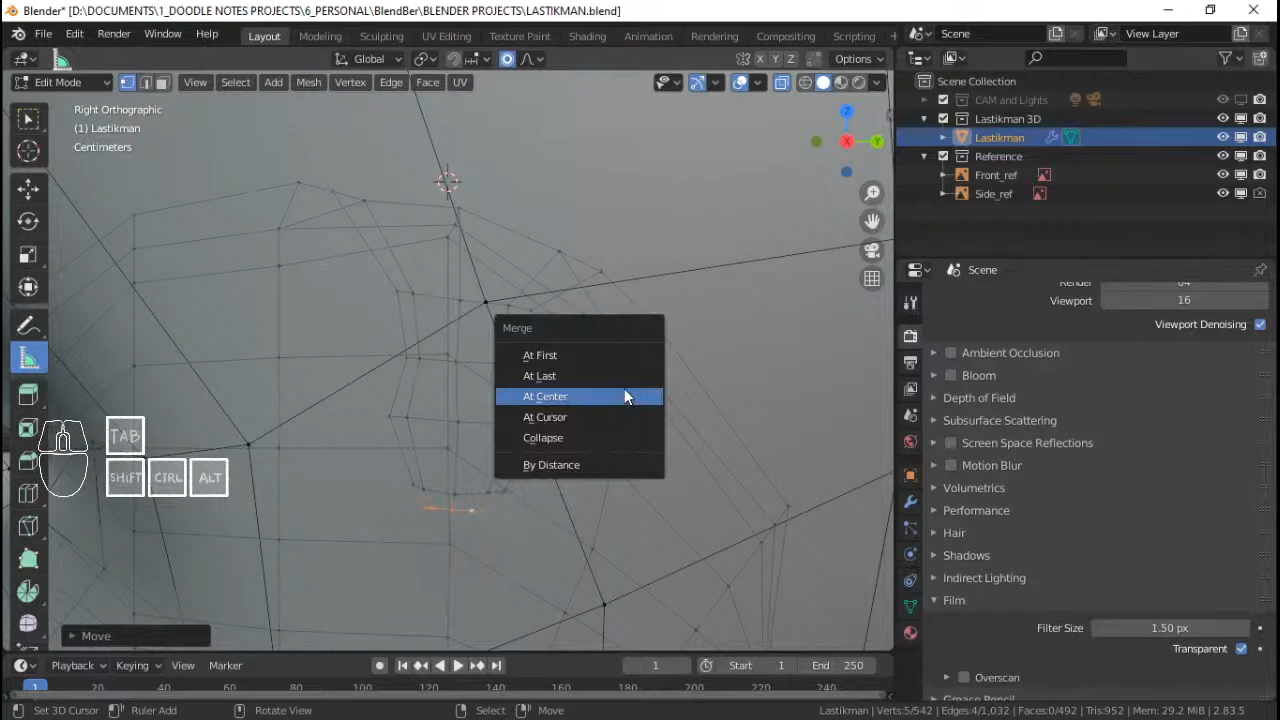 Blender* [D:\DOCUMENTS\1_DOODLE NOTES PROJECTS\6_PERSONAL\BlendBer\BLENDER PROJECTS\LASTIKMAN.blend]
File Edit Render Window Help Layout Modeling Sculpting UV Editing Texture Paint Shading Animation Rendering Compositing Scripting Scene View Layer
Global X Y Z Options
Edit Mode View Select Add Mesh Vertex Edge Face UV
Scene Collection
Right Orthographic
(1) Lastikman
Centimeters
CAM and Lights
Lastikman 3D
Lastikman
Reference
Front_ref
Side_ref
Z
X Y
Scene
Viewport 16
Viewport Denoising
Merge
At First
At Last
At Center
At Cursor
Collapse
By Distance
TAB
SHIFT CTRL ALT
Ambient Occlusion
Bloom
Depth of Field
Subsurface Scattering
Screen Space Reflections
Motion Blur
Volumetrics
Performance
Hair
Shadows
Indirect Lighting
Film
Filter Size 1.50 px
Transparent
Overscan
Move
Playback Keying View Marker 1 Start 1 End 250
1 20 40 60 80 100 120 140 160 180 200 220 240
Set 3D Cursor Ruler Add Rotate View Select Move Lastikman | Verts:5/542 | Edges:4/1,032 | Faces:0/492 | Tris:952 | Mem: 29.2 MiB | 2.83.5